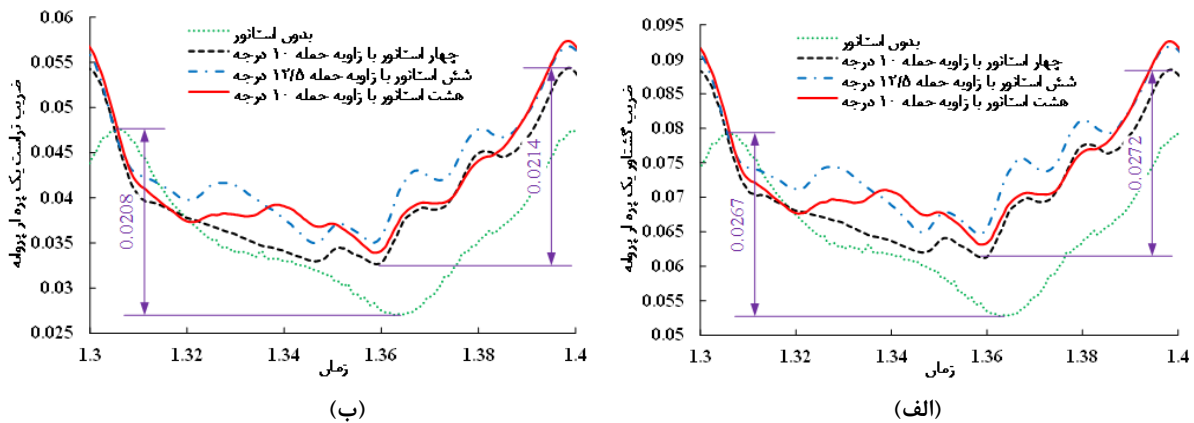 0.06
0.055
0.05
0.045
0.04
0.035
0.03
0.025
1.3
1.32
1.34
1.36
1.38
1.4
ضریب تراست یک پره از پروانه
زمان
بدون استاتور
چهار استاتور با زاویه حمله ۱۰ درجه
شش استاتور با زاویه حمله ۱۲/۵ درجه
هشت استاتور با زاویه حمله ۱۰ درجه
0.0208
0.0214
(ب)
0.095
0.09
0.085
0.08
0.075
0.07
0.065
0.06
0.055
0.05
1.3
1.32
1.34
1.36
1.38
1.4
ضریب گشتاور یک پره از پروانه
زمان
بدون استاتور
چهار استاتور با زاویه حمله ۱۰ درجه
شش استاتور با زاویه حمله ۱۲/۵ درجه
هشت استاتور با زاویه حمله ۱۰ درجه
0.0267
0.0272
(الف)